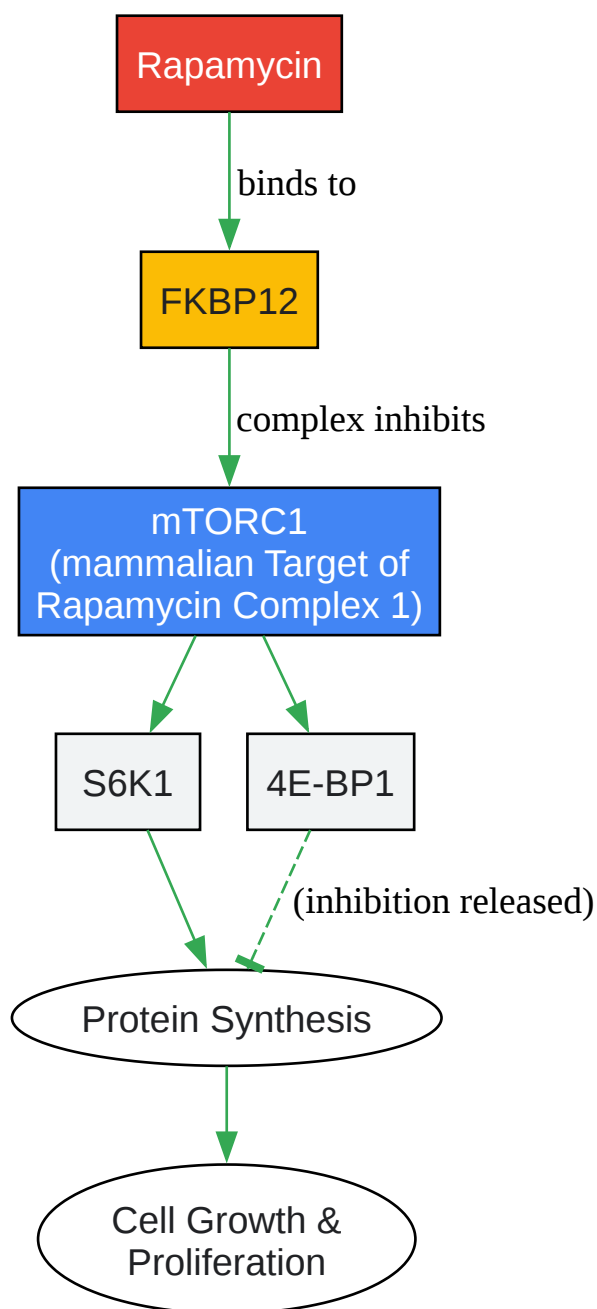 Rapamycin
binds to
FKBP12
complex inhibits
mTORC1
(mammalian Target of
Rapamycin Complex 1)
S6K1
4E-BP1
(inhibition released)
Protein Synthesis
Cell Growth &
Proliferation